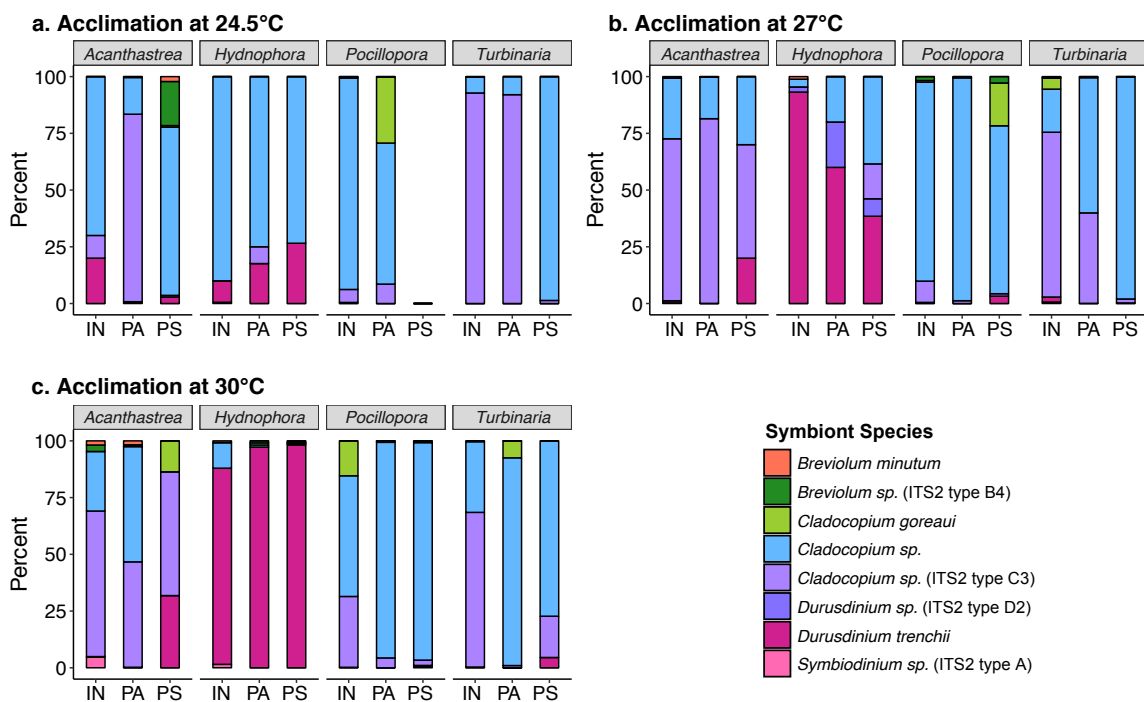 a. Acclimation at 24.5°C
Acanthastrea Hydnophora Pocillopora Turbinaria
100
75
50
25
0
Percent
IN PA PS IN PA PS IN PA PS IN PA PS
b. Acclimation at 27°C
Acanthastrea Hydnophora Pocillopora Turbinaria
100
75
50
25
0
Percent
IN PA PS IN PA PS IN PA PS IN PA PS
c. Acclimation at 30°C
Acanthastrea Hydnophora Pocillopora Turbinaria
100
75
50
25
0
Percent
IN PA PS IN PA PS IN PA PS IN PA PS
Symbiont Species
Breviolum minutum
Breviolum sp. (ITS2 type B4)
Cladocopium goreaui
Cladocopium sp.
Cladocopium sp. (ITS2 type C3)
Durusdinium sp. (ITS2 type D2)
Durusdinium trenchii
Symbiodinium sp. (ITS2 type A)